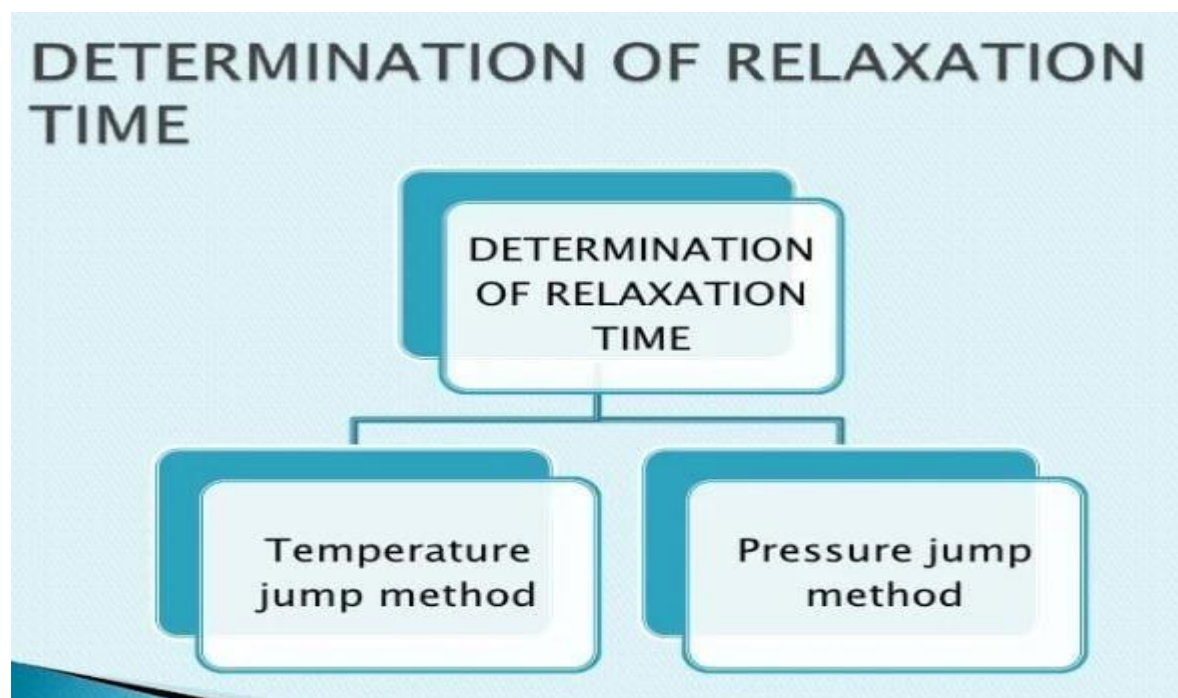 DETERMINATION OF RELAXATION
TIME
DETERMINATION
OF RELAXATION
TIME
Temperature
jump method
Pressure jump
method